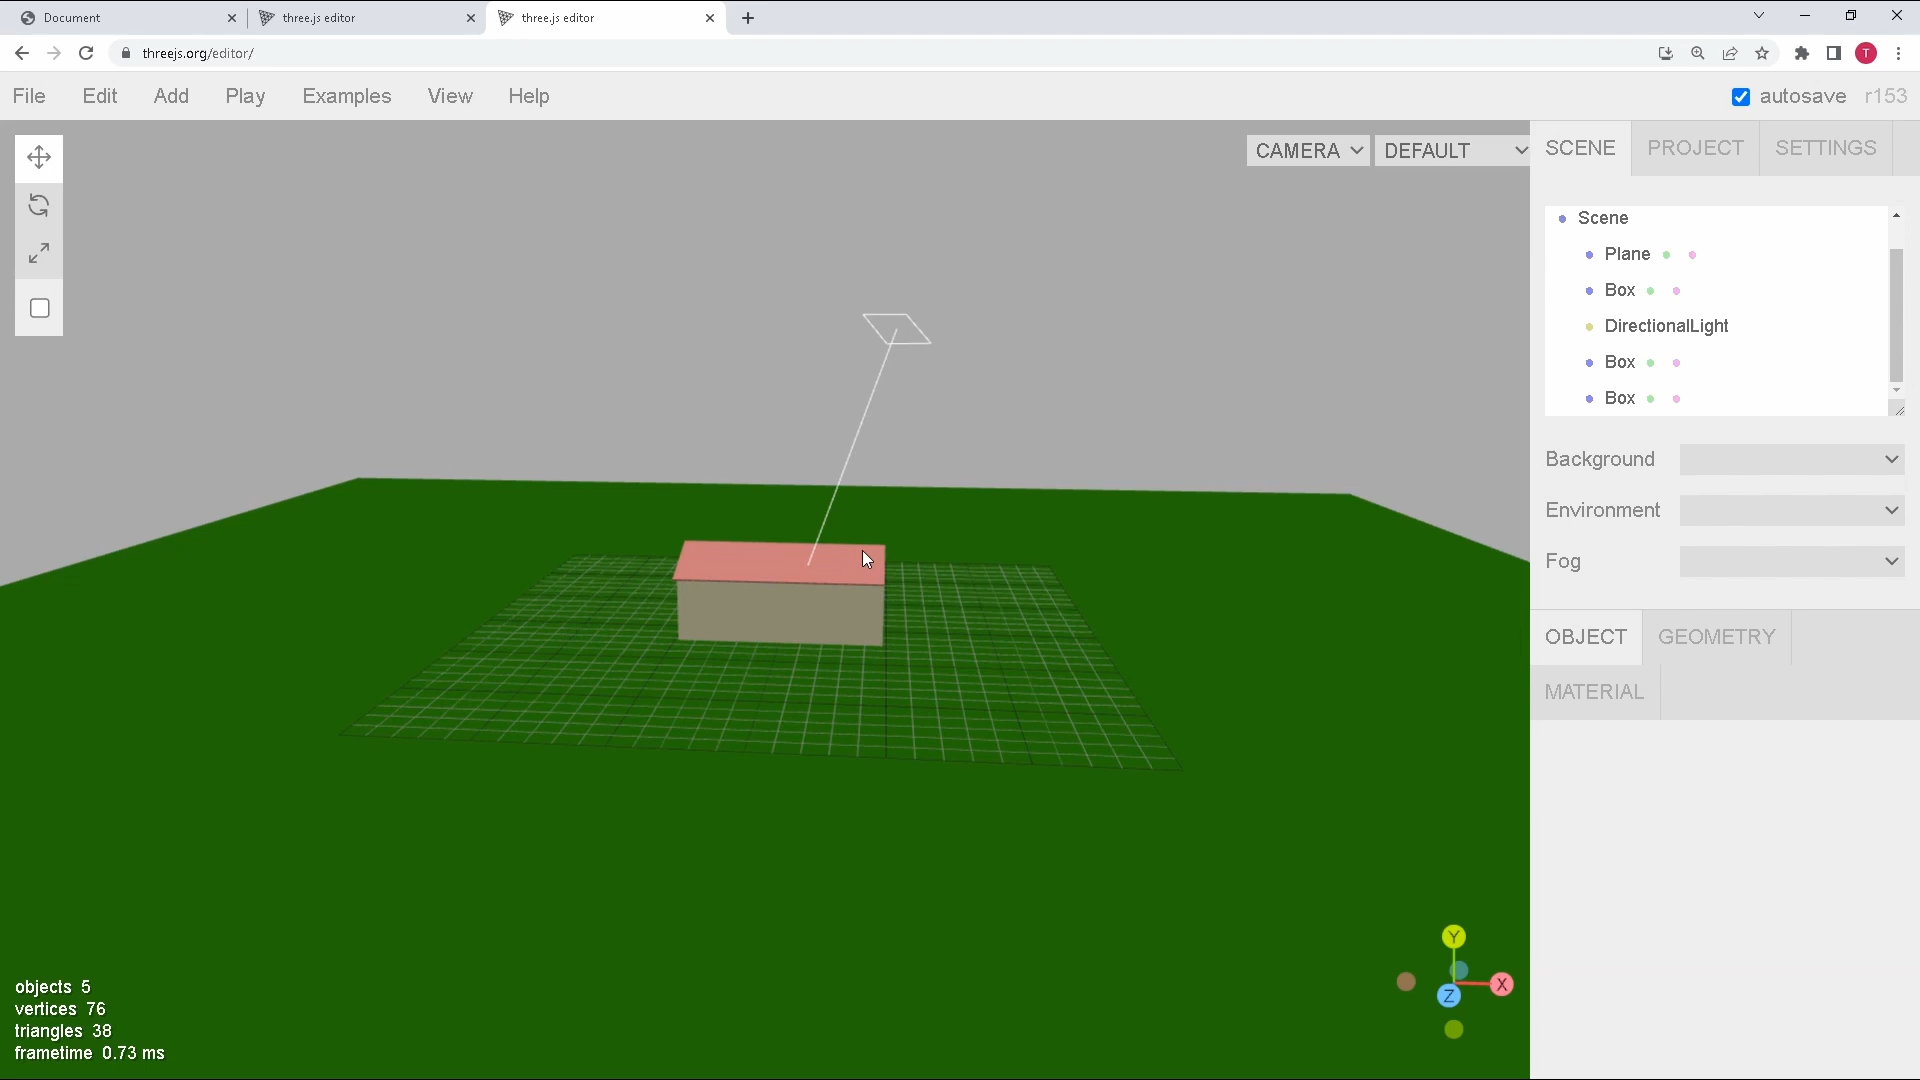 Document
three.js editor
three.js editor
threejs.org/editor/
T
File Edit Add Play Examples View Help
autosave r153
CAMERA DEFAULT
SCENE PROJECT SETTINGS
Scene
Plane
Box
DirectionalLight
Box
Box
Background
Environment
Fog
OBJECT GEOMETRY
MATERIAL
Y
X
Z
objects 5
vertices 76
triangles 38
frametime 0.73 ms